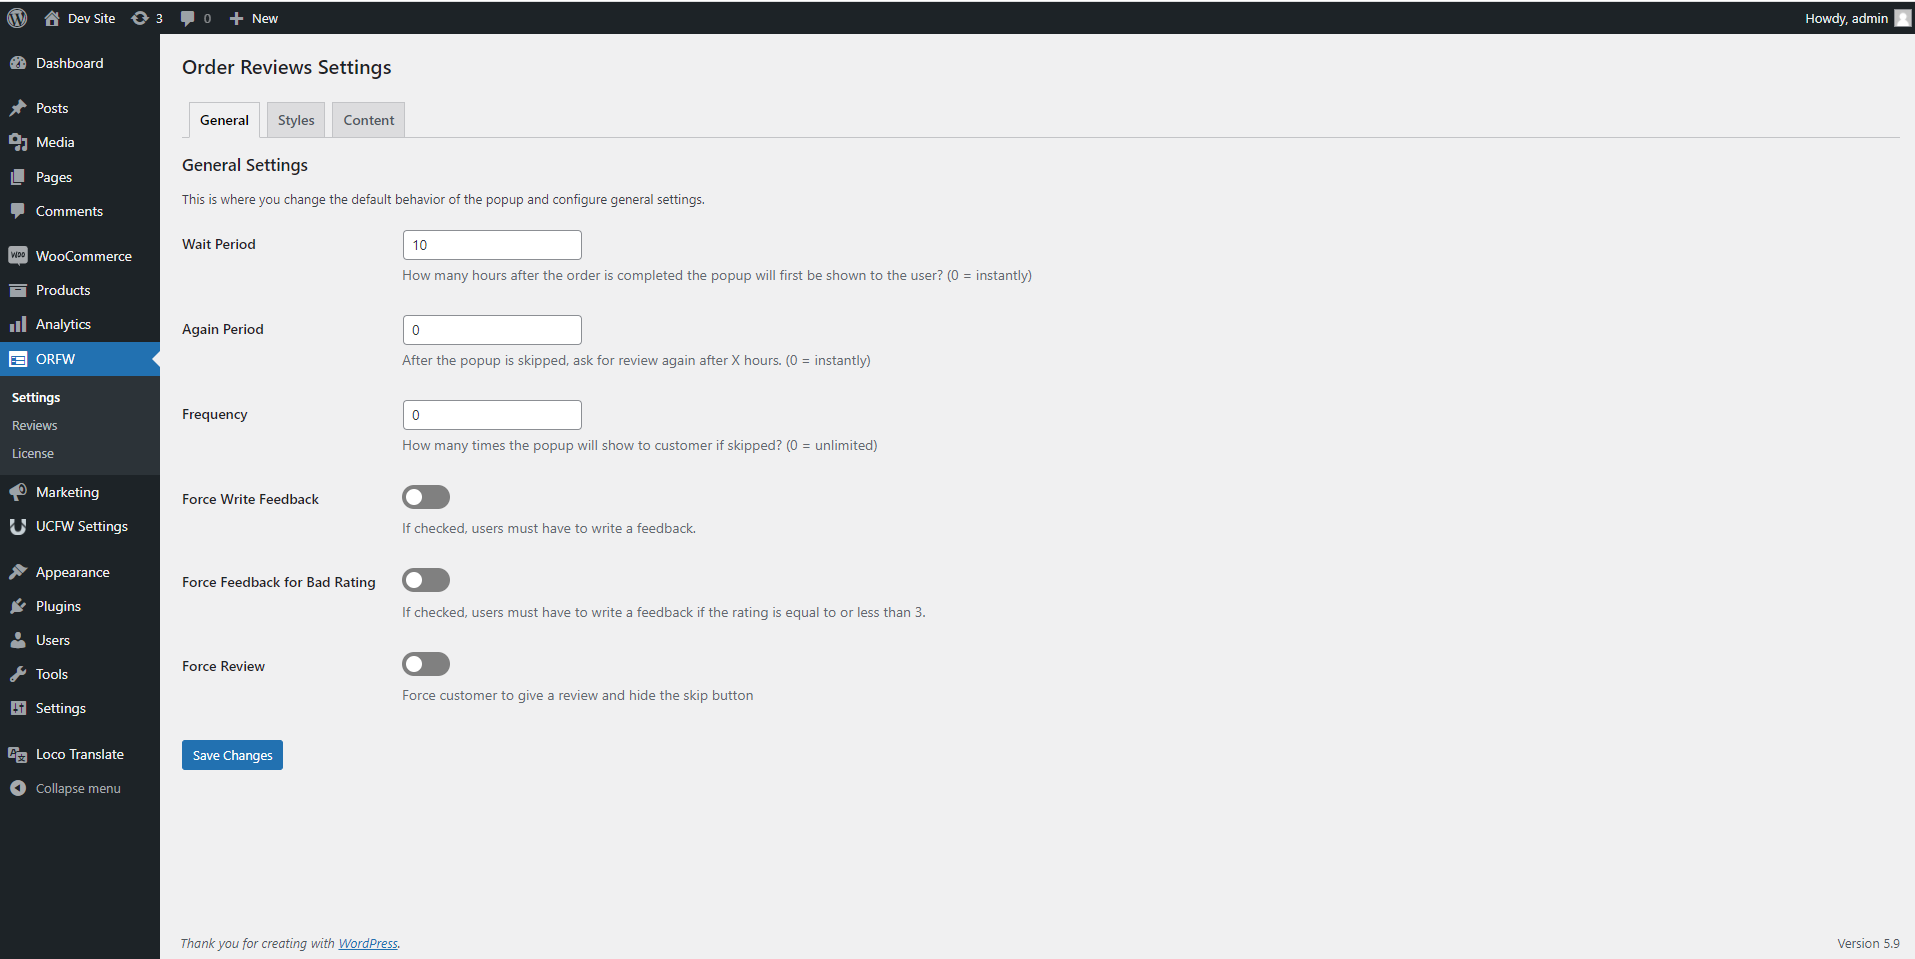 Dev Site 3 0 New Howdy, admin
Dashboard
Posts
Media
Pages
Comments
WooCommerce
Products
Analytics
ORFW
Settings
Reviews
License
Marketing
UCFW Settings
Appearance
Plugins
Users
Tools
Settings
Loco Translate
Collapse menu
Order Reviews Settings
General Styles Content
General Settings
This is where you change the default behavior of the popup and configure general settings.
Wait Period 10
How many hours after the order is completed the popup will first be shown to the user? (0 = instantly)
Again Period 0
After the popup is skipped, ask for review again after X hours. (0 = instantly)
Frequency 0
How many times the popup will show to customer if skipped? (0 = unlimited)
Force Write Feedback
If checked, users must have to write a feedback.
Force Feedback for Bad Rating
If checked, users must have to write a feedback if the rating is equal to or less than 3.
Force Review
Force customer to give a review and hide the skip button
Save Changes
Thank you for creating with WordPress. Version 5.9